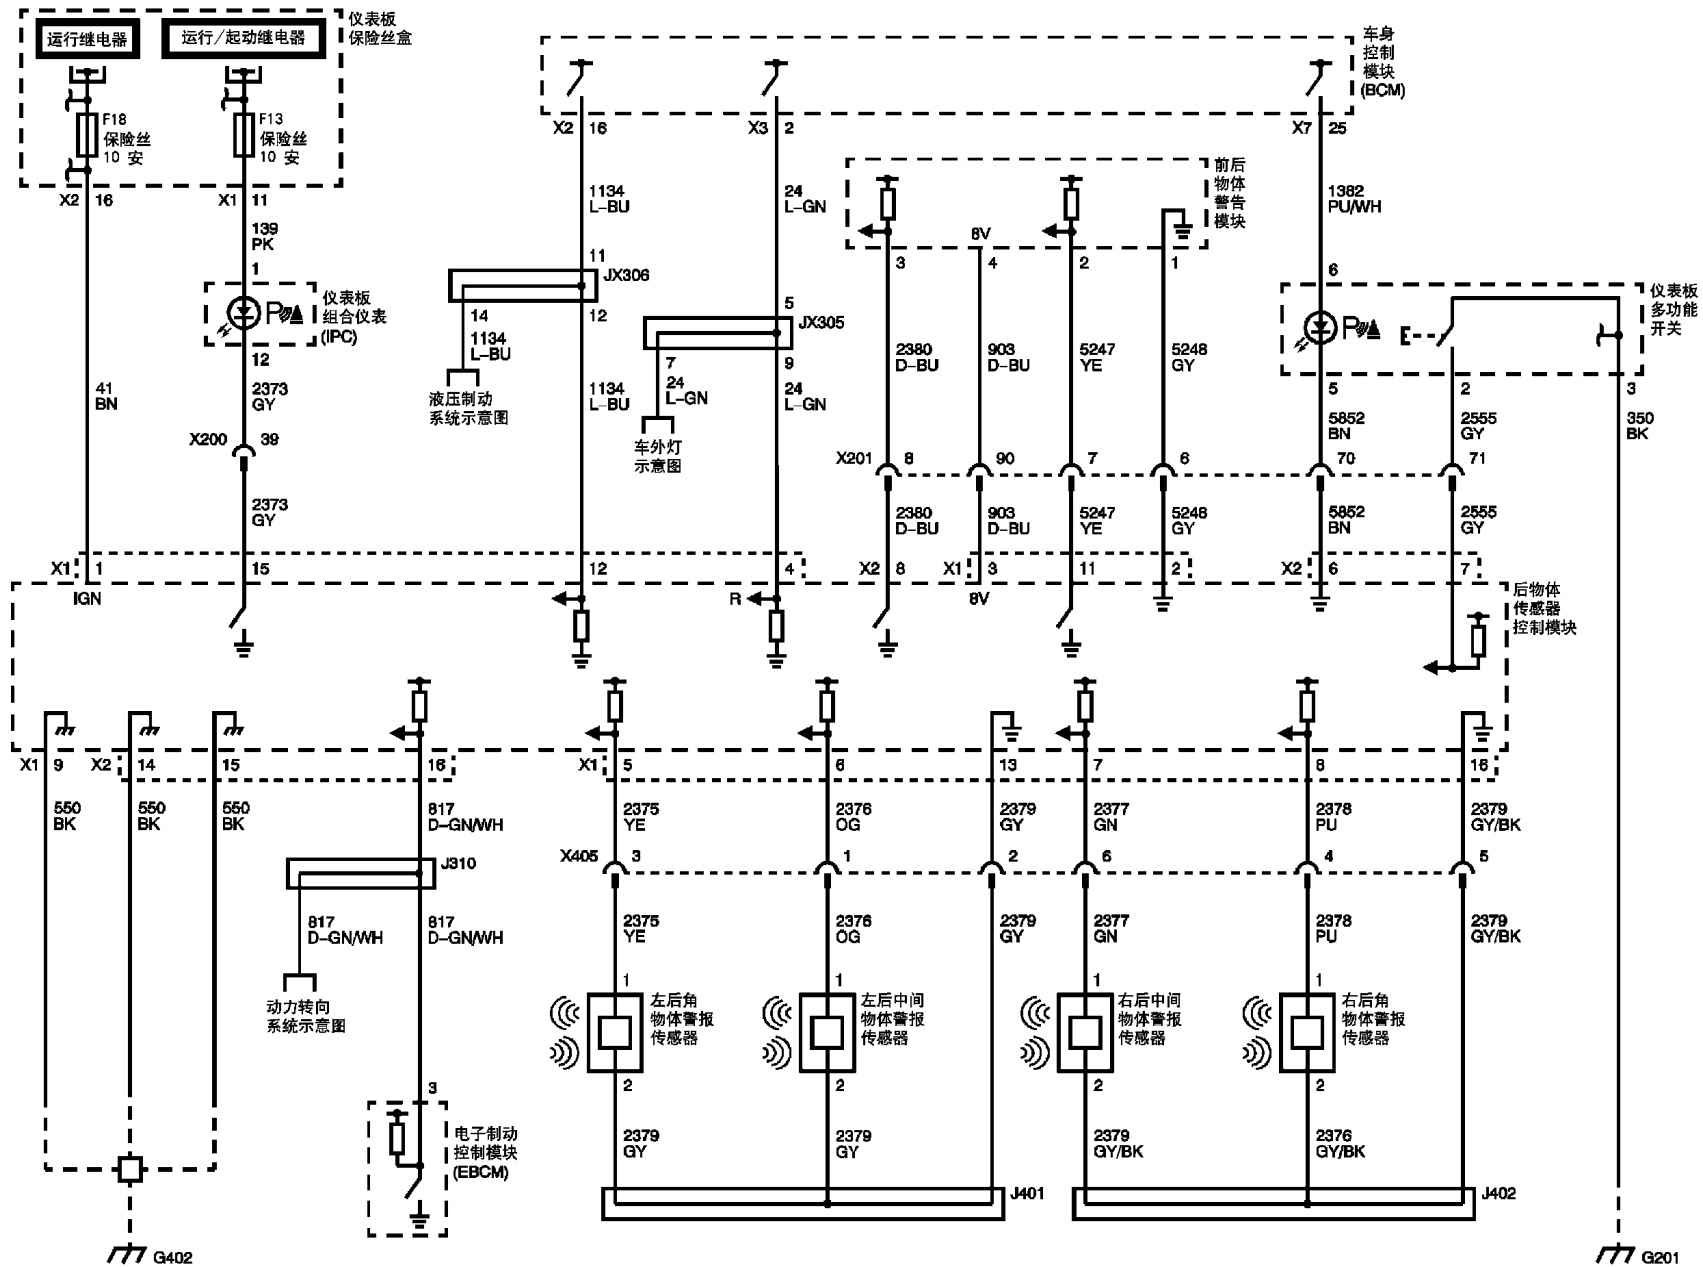 运行继电器
运行/起动继电器
仪表板
保险丝盒
F18
保险丝
10 安
F13
保险丝
10 安
X2 16
X1 11
139
PK
1
仪表板
组合仪表
(IPC)
12
2373
GY
X200 39
2373
GY
41
BN
车身
控制
模块
(BCM)
X2 16
X3 2
X7 25
1134
L-BU
24
L-GN
1382
PU/WH
11
JX306
14
12
1134
L-BU
液压制动
系统示意图
1134
L-BU
5
JX305
7
9
24
L-GN
24
L-GN
车外灯
示意图
前后
物体
警告
模块
8V
3
4
2
1
2380
D-BU
903
D-BU
5247
YE
5248
GY
X201 8
90
7
6
70
71
2380
D-BU
903
D-BU
5247
YE
5248
GY
6
仪表板
多功能
开关
5
2
3
5852
BN
2555
GY
350
BK
5852
BN
2555
GY
X1 1
15
12
4
X2 8
X1 3
11
2
X2 6
7
IGN
R
8V
后物体
传感器
控制模块
X1 9
X2 14
15
16
X1 5
6
13
7
8
16
550
BK
550
BK
550
BK
817
D-GN/WH
2375
YE
2376
OG
2379
GY
2377
GN
2378
PU
2379
GY/BK
J310
X405 3
1
2
6
4
5
817
D-GN/WH
817
D-GN/WH
2375
YE
2376
OG
2379
GY
2377
GN
2378
PU
2379
GY/BK
动力转向
系统示意图
1
左后角
物体警报
传感器
2
1
左后中间
物体警报
传感器
2
1
右后中间
物体警报
传感器
2
1
右后角
物体警报
传感器
2
3
电子制动
控制模块
(EBCM)
2379
GY
2379
GY
2379
GY/BK
2376
GY/BK
J401
J402
G402
G201